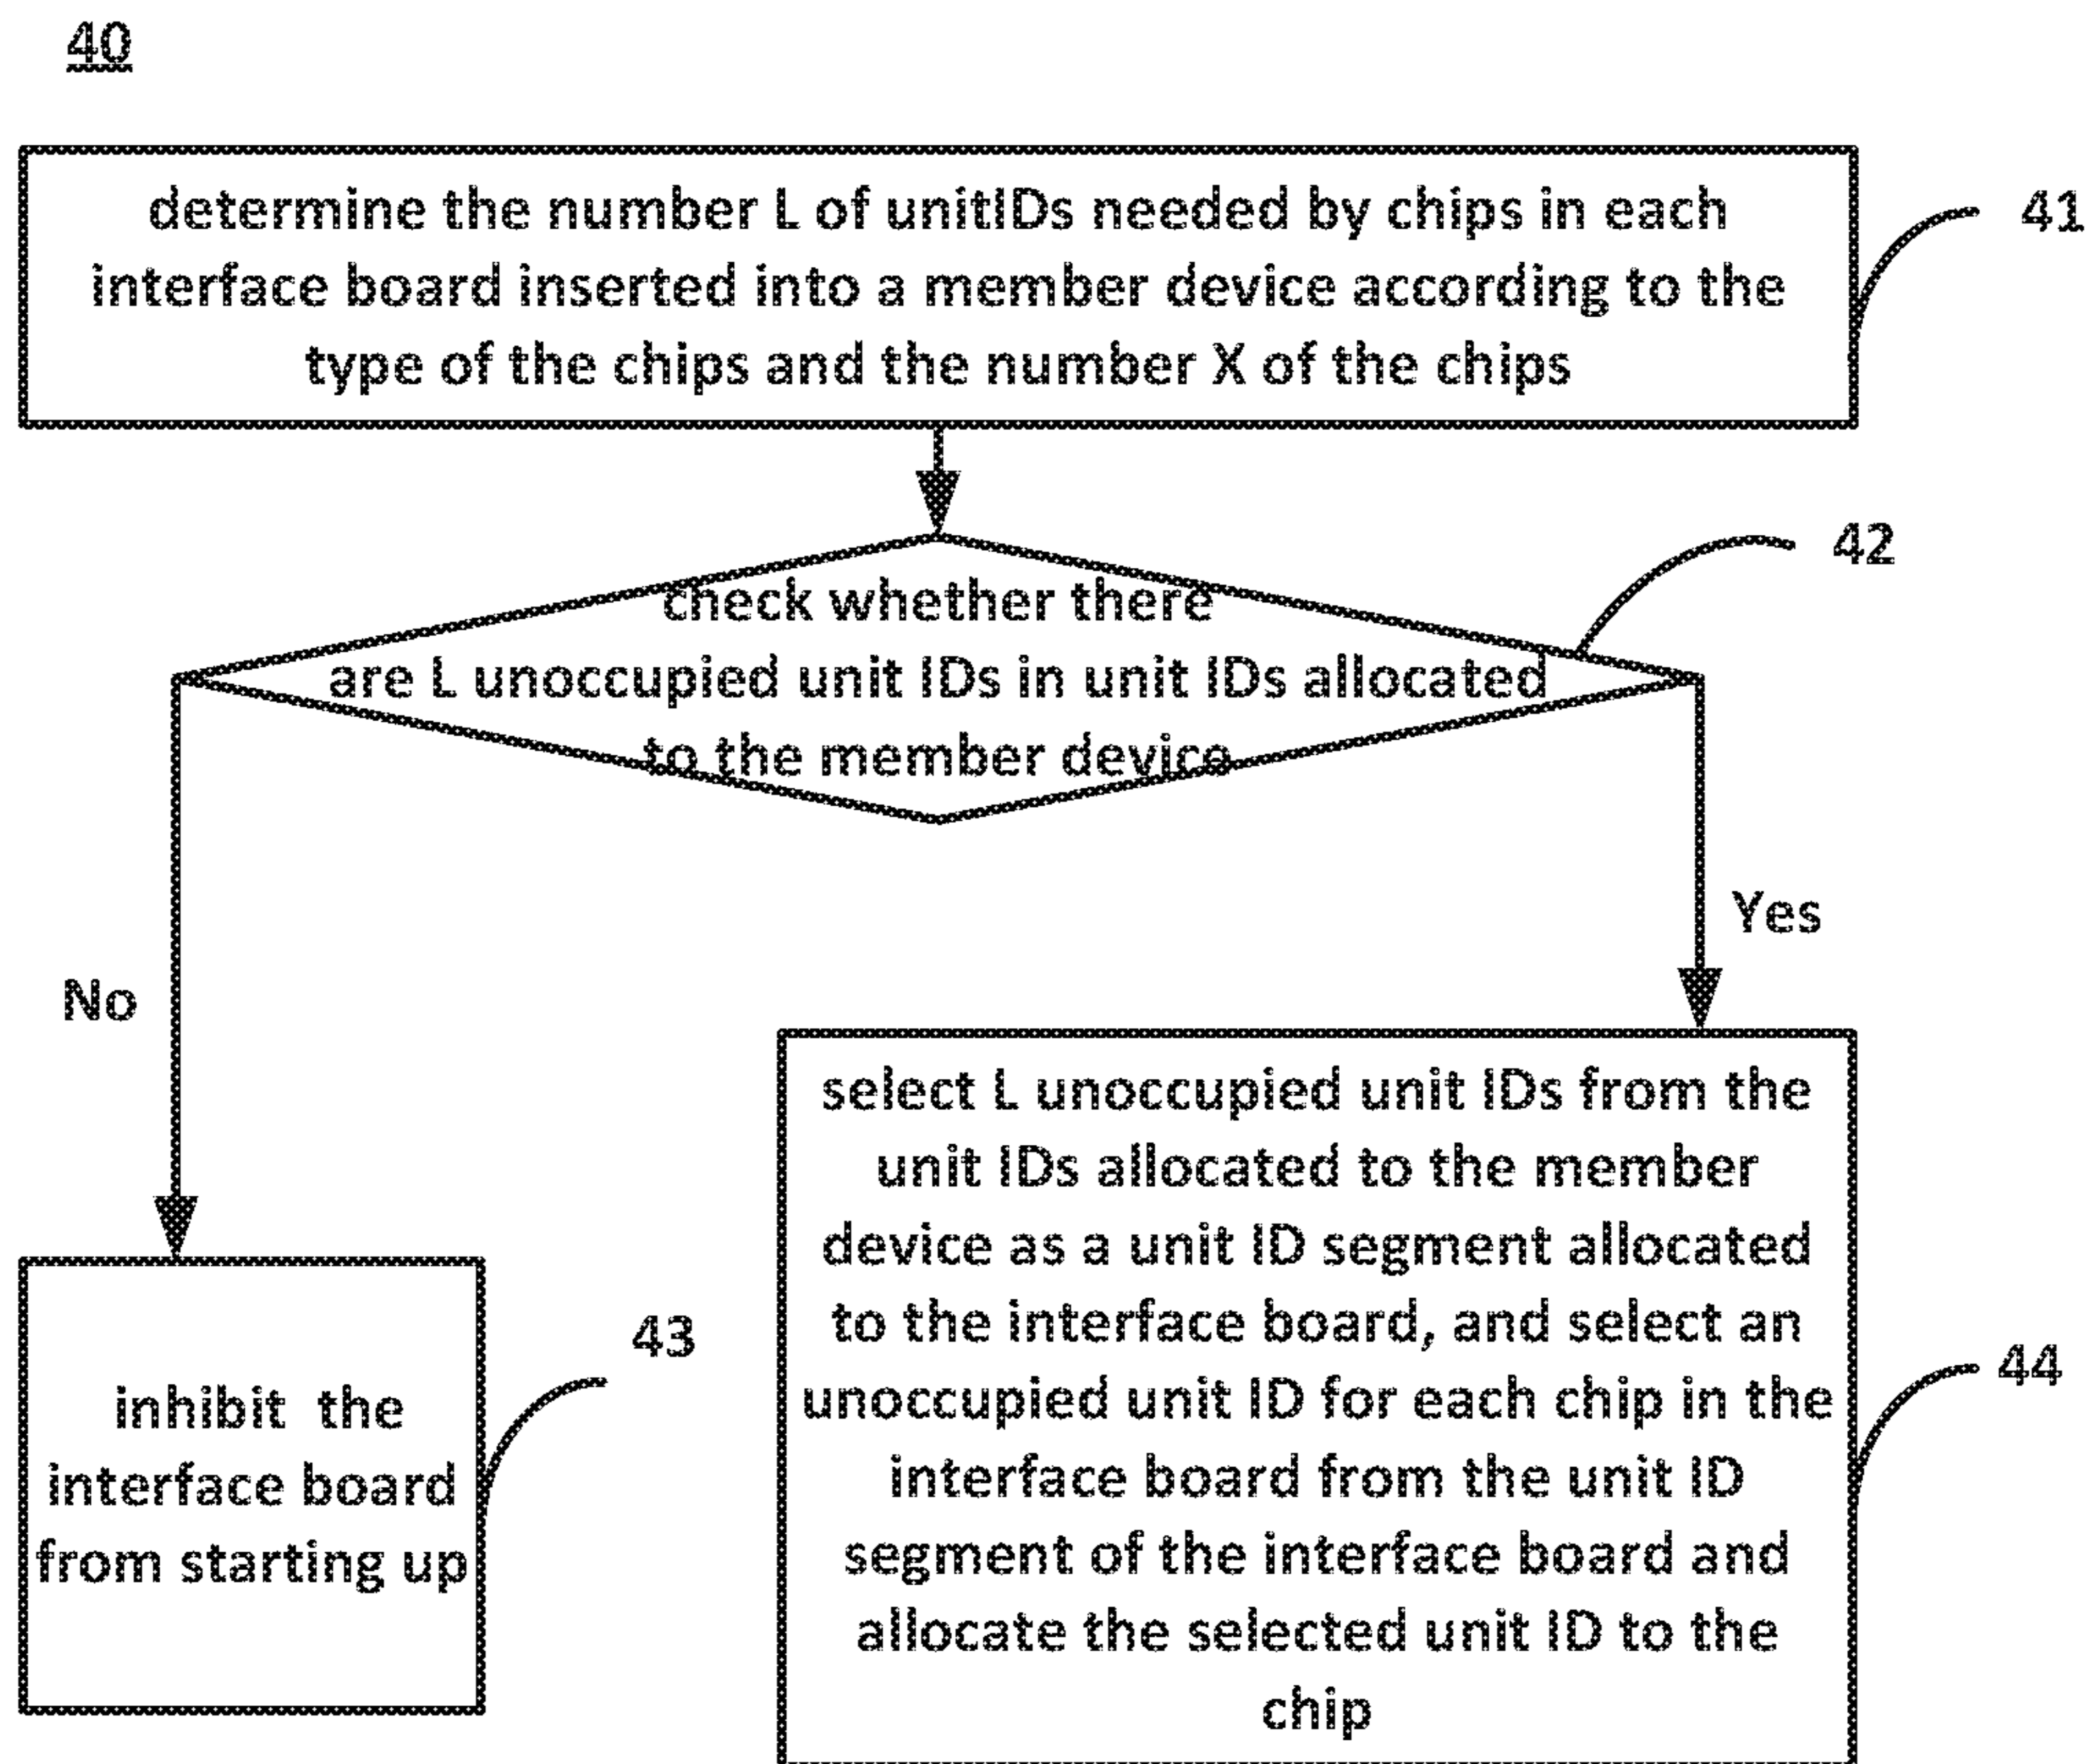 40
determine the number L of unitIDs needed by chips in each
interface board inserted into a member device according to the
type of the chips and the number X of the chips
41
check whether there
are L unoccupied unit IDs in unit IDs allocated
to the member device
42
No
Yes
inhibit the
interface board
from starting up
43
select L unoccupied unit IDs from the
unit IDs allocated to the member
device as a unit ID segment allocated
to the interface board, and select an
unoccupied unit ID for each chip in the
interface board from the unit ID
segment of the interface board and
allocate the selected unit ID to the
chip
44